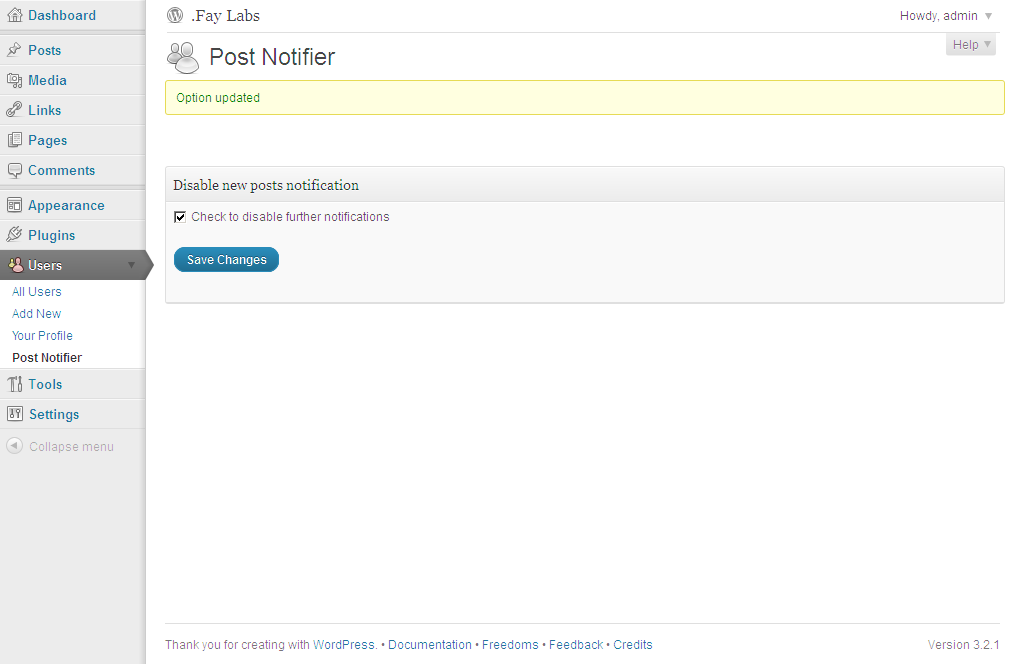 Dashboard
Posts
Media
Links
Pages
Comments
Appearance
Plugins
Users
All Users
Add New
Your Profile
Post Notifier
Tools
Settings
Collapse menu
.Fay Labs
Howdy, admin
Help
Post Notifier
Option updated
Disable new posts notification
Check to disable further notifications
Save Changes
Thank you for creating with WordPress. • Documentation • Freedoms • Feedback • Credits
Version 3.2.1